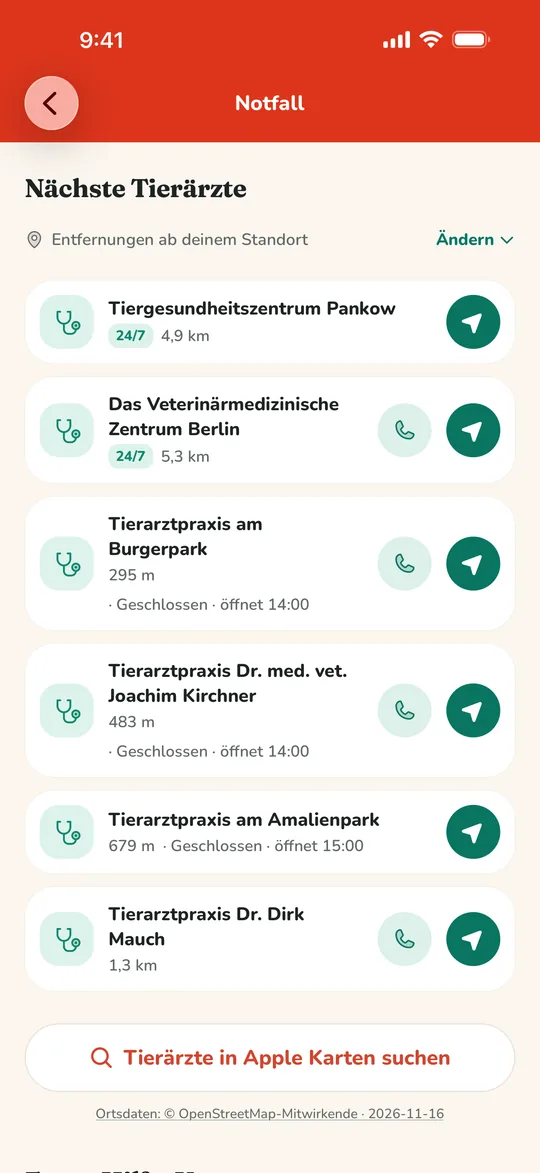 9:41
Notfall
Nächste Tierärzte
Entfernungen ab deinem Standort
Ändern
Tiergesundheitszentrum Pankow
24/7 4,9 km
Das Veterinärmedizinische
Zentrum Berlin
24/7 5,3 km
Tierarztpraxis am
Burgerpark
295 m
· Geschlossen · öffnet 14:00
Tierarztpraxis Dr. med. vet.
Joachim Kirchner
483 m
· Geschlossen · öffnet 14:00
Tierarztpraxis am Amalienpark
679 m · Geschlossen · öffnet 15:00
Tierarztpraxis Dr. Dirk
Mauch
1,3 km
Tierärzte in Apple Karten suchen
Ortsdaten: © OpenStreetMap-Mitwirkende · 2026-11-16